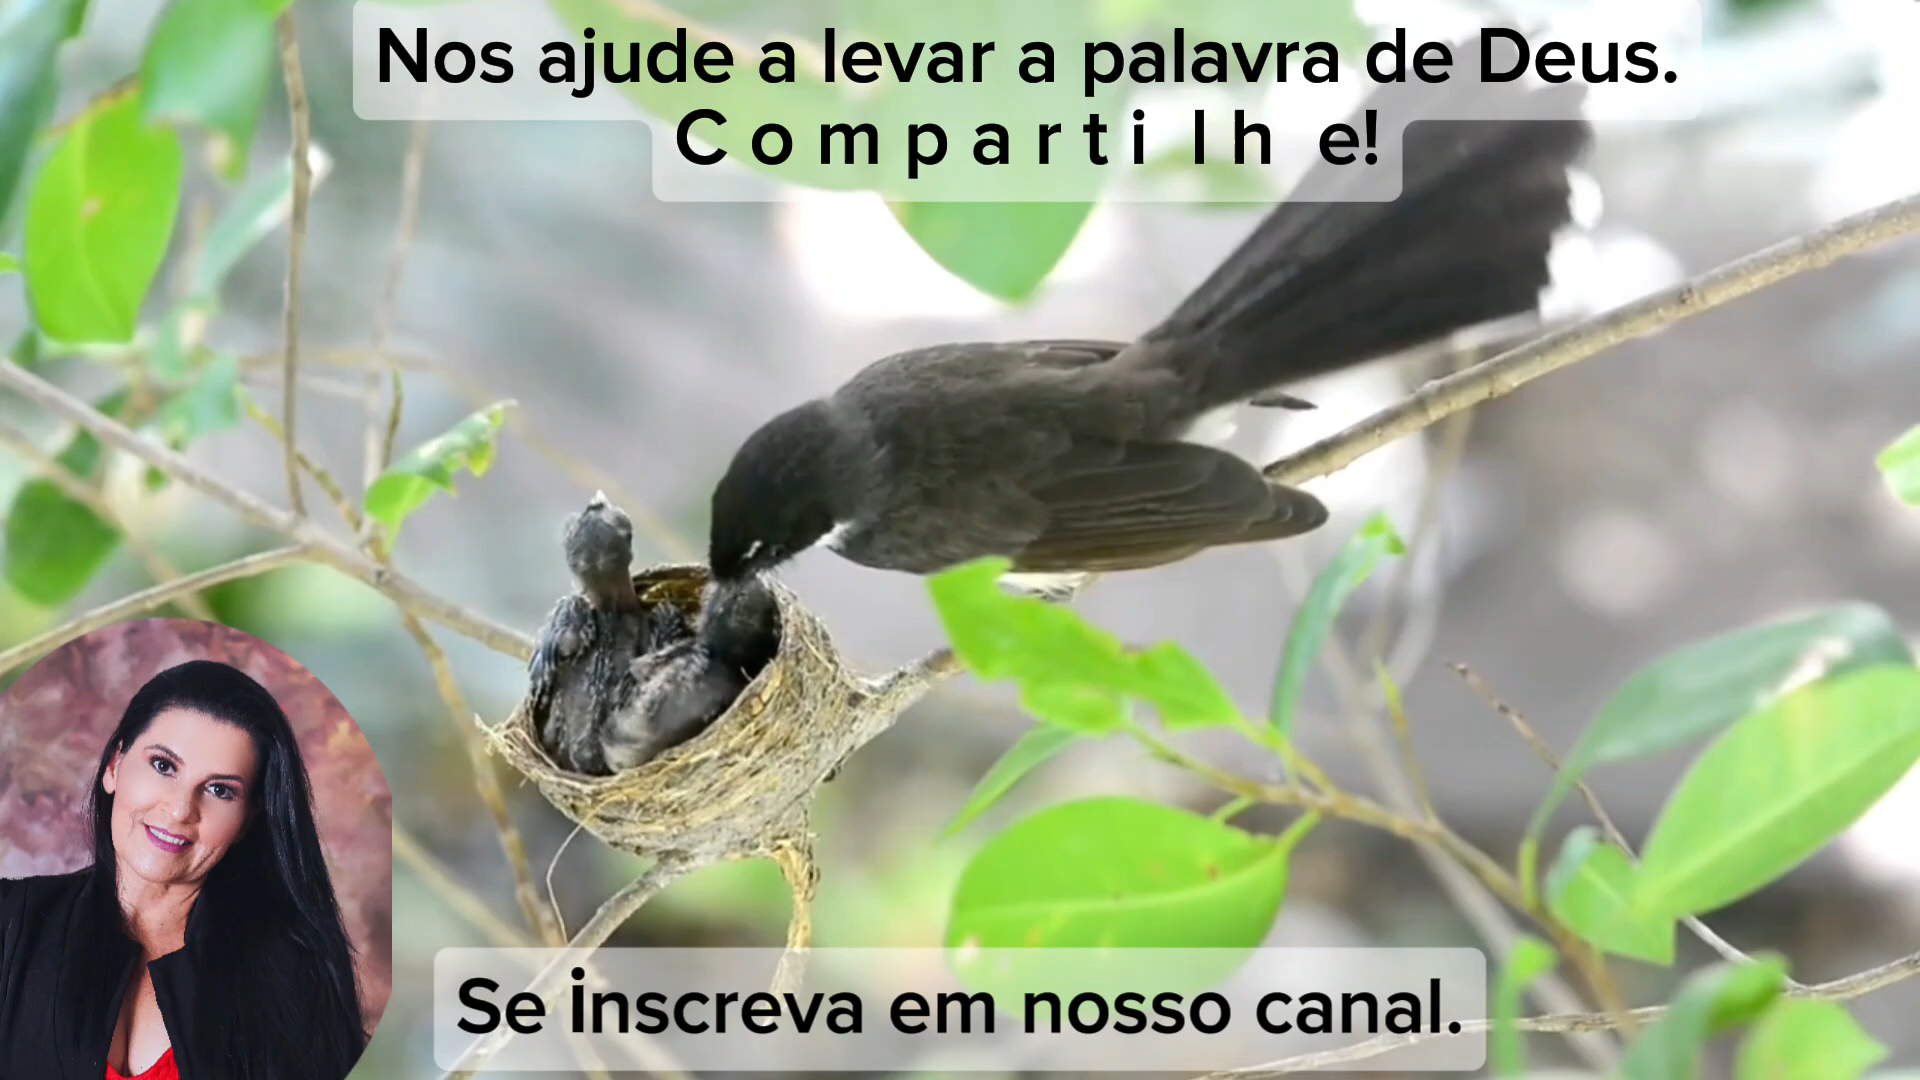 Nos ajude a levar a palavra de Deus.
C o m p a r t i l h e!
Se inscreva em nosso canal.